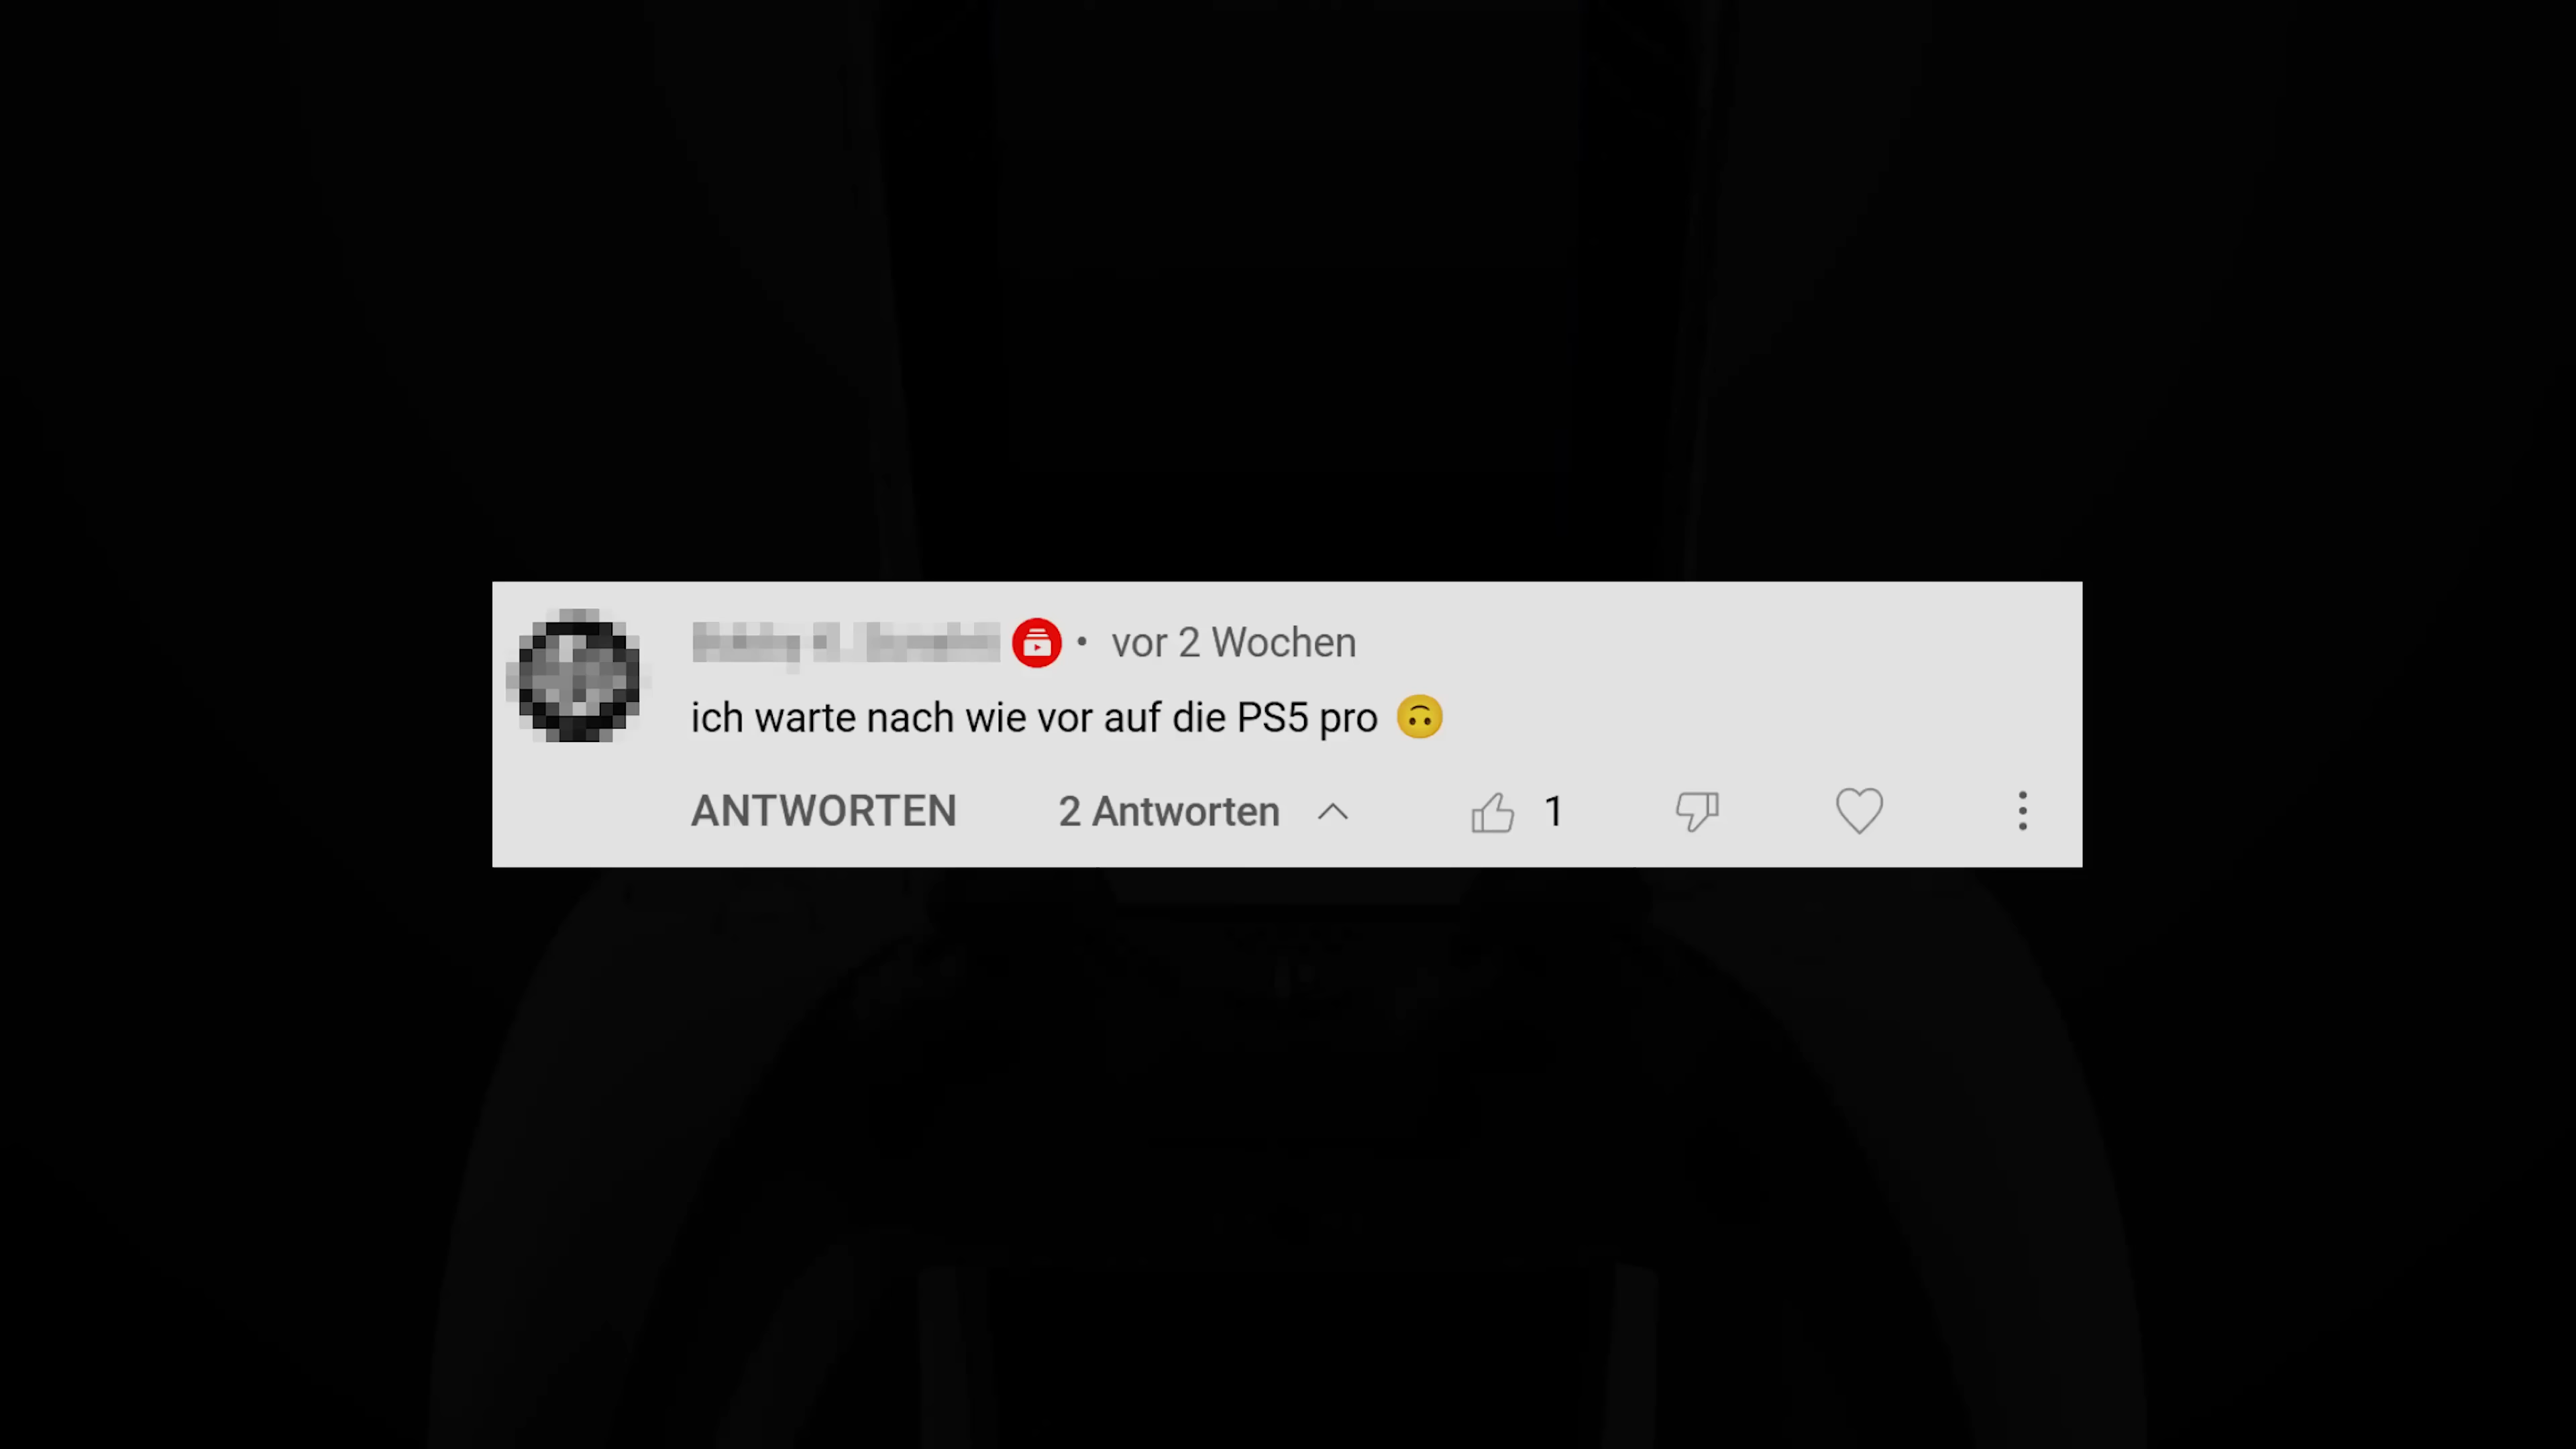 • vor 2 Wochen
ich warte nach wie vor auf die PS5 pro 🙃
ANTWORTEN 2 Antworten 1